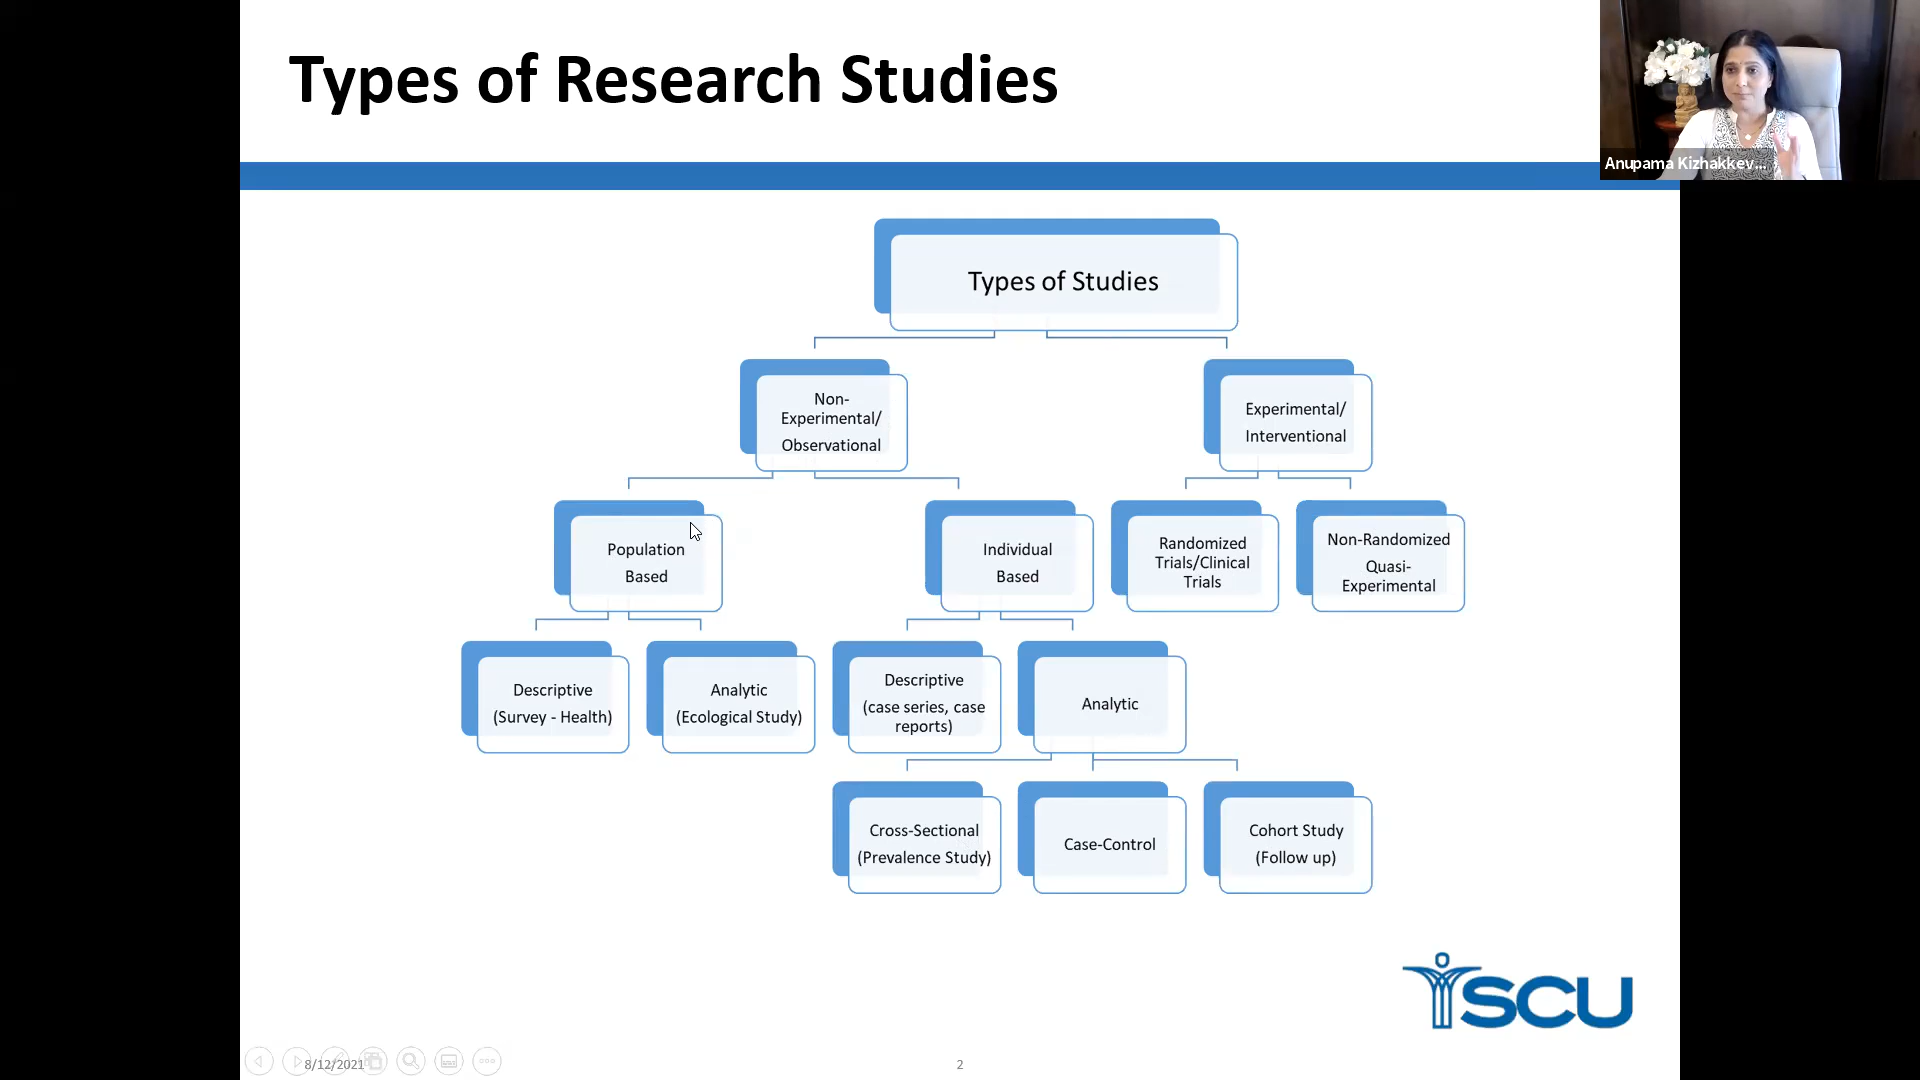 Types of Research Studies
Anupama Kizhakkev...
Types of Studies
Non-
Experimental/
Observational
Experimental/
Interventional
Population
Based
Individual
Based
Randomized
Trials/Clinical
Trials
Non-Randomized
Quasi-
Experimental
Descriptive
(Survey - Health)
Analytic
(Ecological Study)
Descriptive
(case series, case
reports)
Analytic
Cross-Sectional
(Prevalence Study)
Case-Control
Cohort Study
(Follow up)
SCU
8/12/2021
2